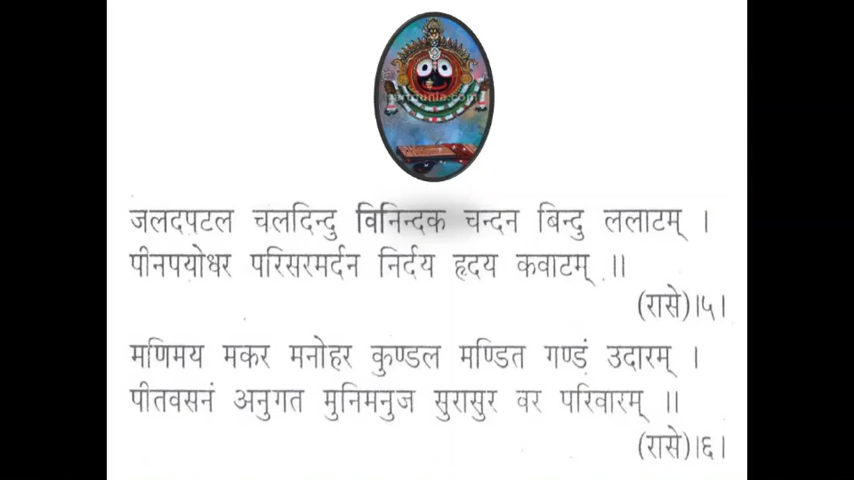 जलदपटल चलदिन्दु विनिन्दक चन्दन बिन्दु ललाटम् ।
पीनपयोधर परिसरमर्दन निर्दय हृदय कवाटम् ॥
(रासे)।५।
मणिमय मकर मनोहर कुण्डल मण्डित गण्डं उदारम् ।
पीतवसनं अनुगत मुनिमनुज सुरासुर वर परिवारम् ॥
(रासे)।६।